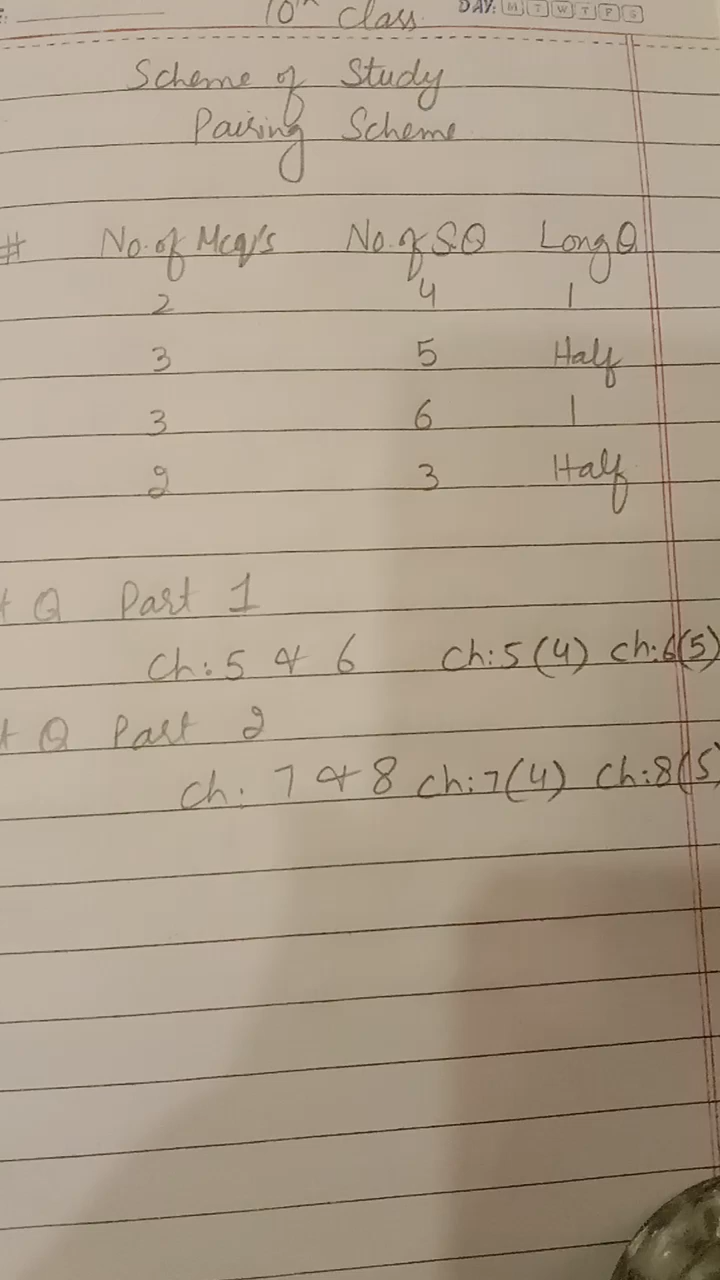 10th Class DAY: M T W T F S
Scheme of Study
Pairing Scheme
# No. of Mcq's No. of S.Q Long Q
2 4 1
3 5 Half
3 6 1
2 3 Half
Q Part 1
Ch: 5 & 6 Ch: 5 (4) Ch: 6 (5)
Q Part 2
Ch: 7 & 8 Ch: 7 (4) Ch: 8 (5)